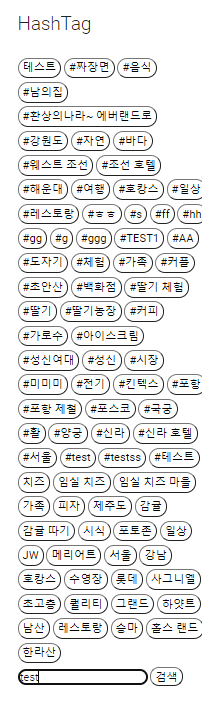 HashTag
테스트 #짜장면 #음식
#남의집
#환상의나라~ 에버랜드로
#강원도 #자연 #바다
#웨스트 조선 #조선 호텔
#해운대 #여행 #호캉스 #일상
#레스토랑 #ㅎㅎ #s #ff #hh
#gg #g #ggg #TEST1 #AA
#도자기 #체험 #가족 #커플
#초안산 #백화점 #딸기 체험
#딸기 #딸기농장 #커피
#가로수 #아이스크림
#성신여대 #성신 #시장
#미미미 #전기 #킨텍스 #포항
#포항 제철 #포스코 #국궁
#활 #양궁 #신라 #신라 호텔
#서울 #test #testss #테스트
치즈 임실 치즈 임실 치즈 마을
가족 피자 제주도 감귤
감귤 따기 시식 포토존 일상
JW 메리어트 서울 강남
호캉스 수영장 롯데 시그니엘
초고층 퀄리티 그랜드 하얏트
남산 레스토랑 승마 홀스 랜드
한라산
test 검색